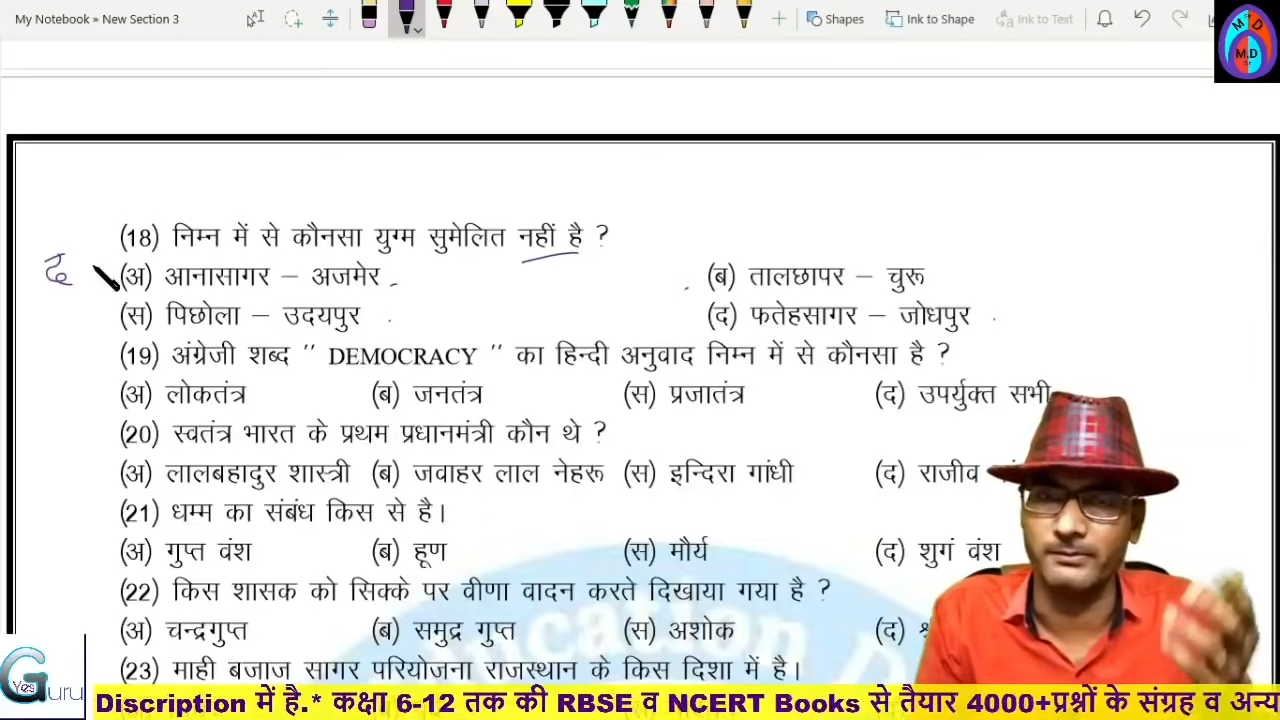 My Notebook » New Section 3
Shapes
Ink to Shape
Ink to Text
M.D
(18) निम्न में से कौनसा युग्म सुमेलित नहीं है ?
द
(अ) आनासागर – अजमेर (ब) तालछापर – चुरू
(स) पिछोला – उदयपुर (द) फतेहसागर – जोधपुर
(19) अंग्रेजी शब्द " DEMOCRACY " का हिन्दी अनुवाद निम्न में से कौनसा है ?
(अ) लोकतंत्र (ब) जनतंत्र (स) प्रजातंत्र (द) उपर्युक्त सभी
(20) स्वतंत्र भारत के प्रथम प्रधानमंत्री कौन थे ?
(अ) लालबहादुर शास्त्री (ब) जवाहर लाल नेहरू (स) इन्दिरा गांधी (द) राजीव
(21) धम्म का संबंध किस से है।
(अ) गुप्त वंश (ब) हूण (स) मौर्य (द) शुगं वंश
(22) किस शासक को सिक्के पर वीणा वादन करते दिखाया गया है ?
(अ) चन्द्रगुप्त (ब) समुद्र गुप्त (स) अशोक (द)
(23) माही बजाज सागर परियोजना राजस्थान के किस दिशा में है।
Yes Guru
Discription में है.* कक्षा 6-12 तक की RBSE व NCERT Books से तैयार 4000+प्रश्नों के संग्रह व अन्य